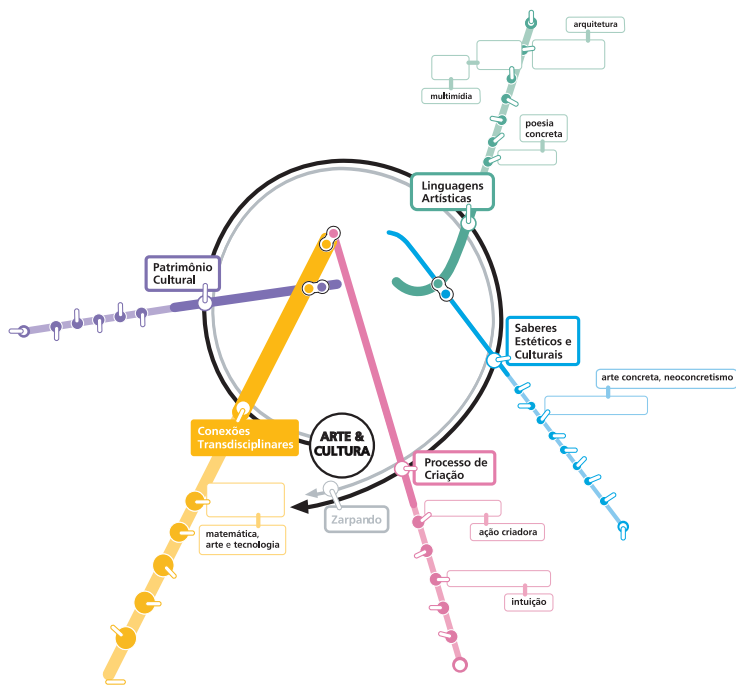 arquitetura
multimídia
poesia
concreta
Linguagens
Artísticas
Patrimônio
Cultural
Saberes
Estéticos e
Culturais
arte concreta, neoconcretismo
Conexões
Transdisciplinares
ARTE &
CULTURA
Processo de
Criação
Zarpando
matemática,
arte e tecnologia
ação criadora
intuição